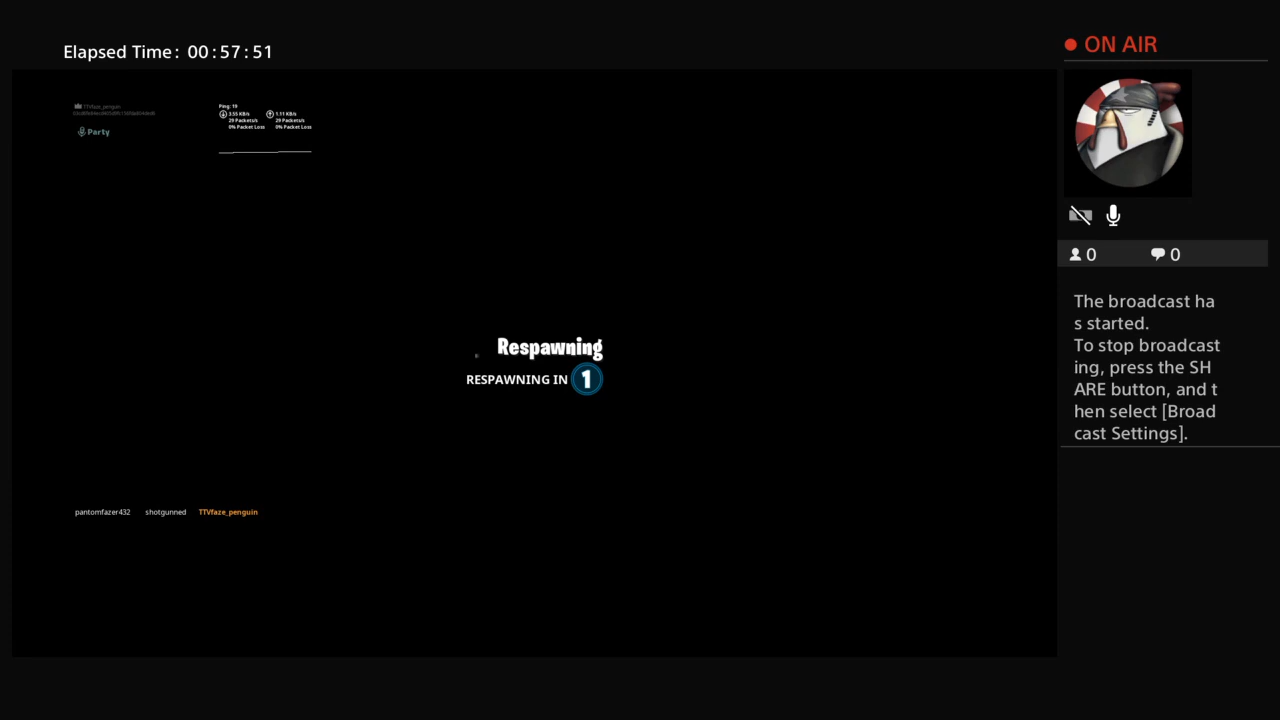 Elapsed Time: 00:57:51
ON AIR
TTVfaze_penguin
Party
Ping: 19
3.55 KB/s 1.11 KB/s
29 Packets/s 29 Packets/s
0% Packet Loss 0% Packet Loss
Respawning
RESPAWNING IN 1
pantomfazer432 shotgunned TTVfaze_penguin
0 0
The broadcast ha
s started.
To stop broadcast
ing, press the SH
ARE button, and t
hen select [Broad
cast Settings].